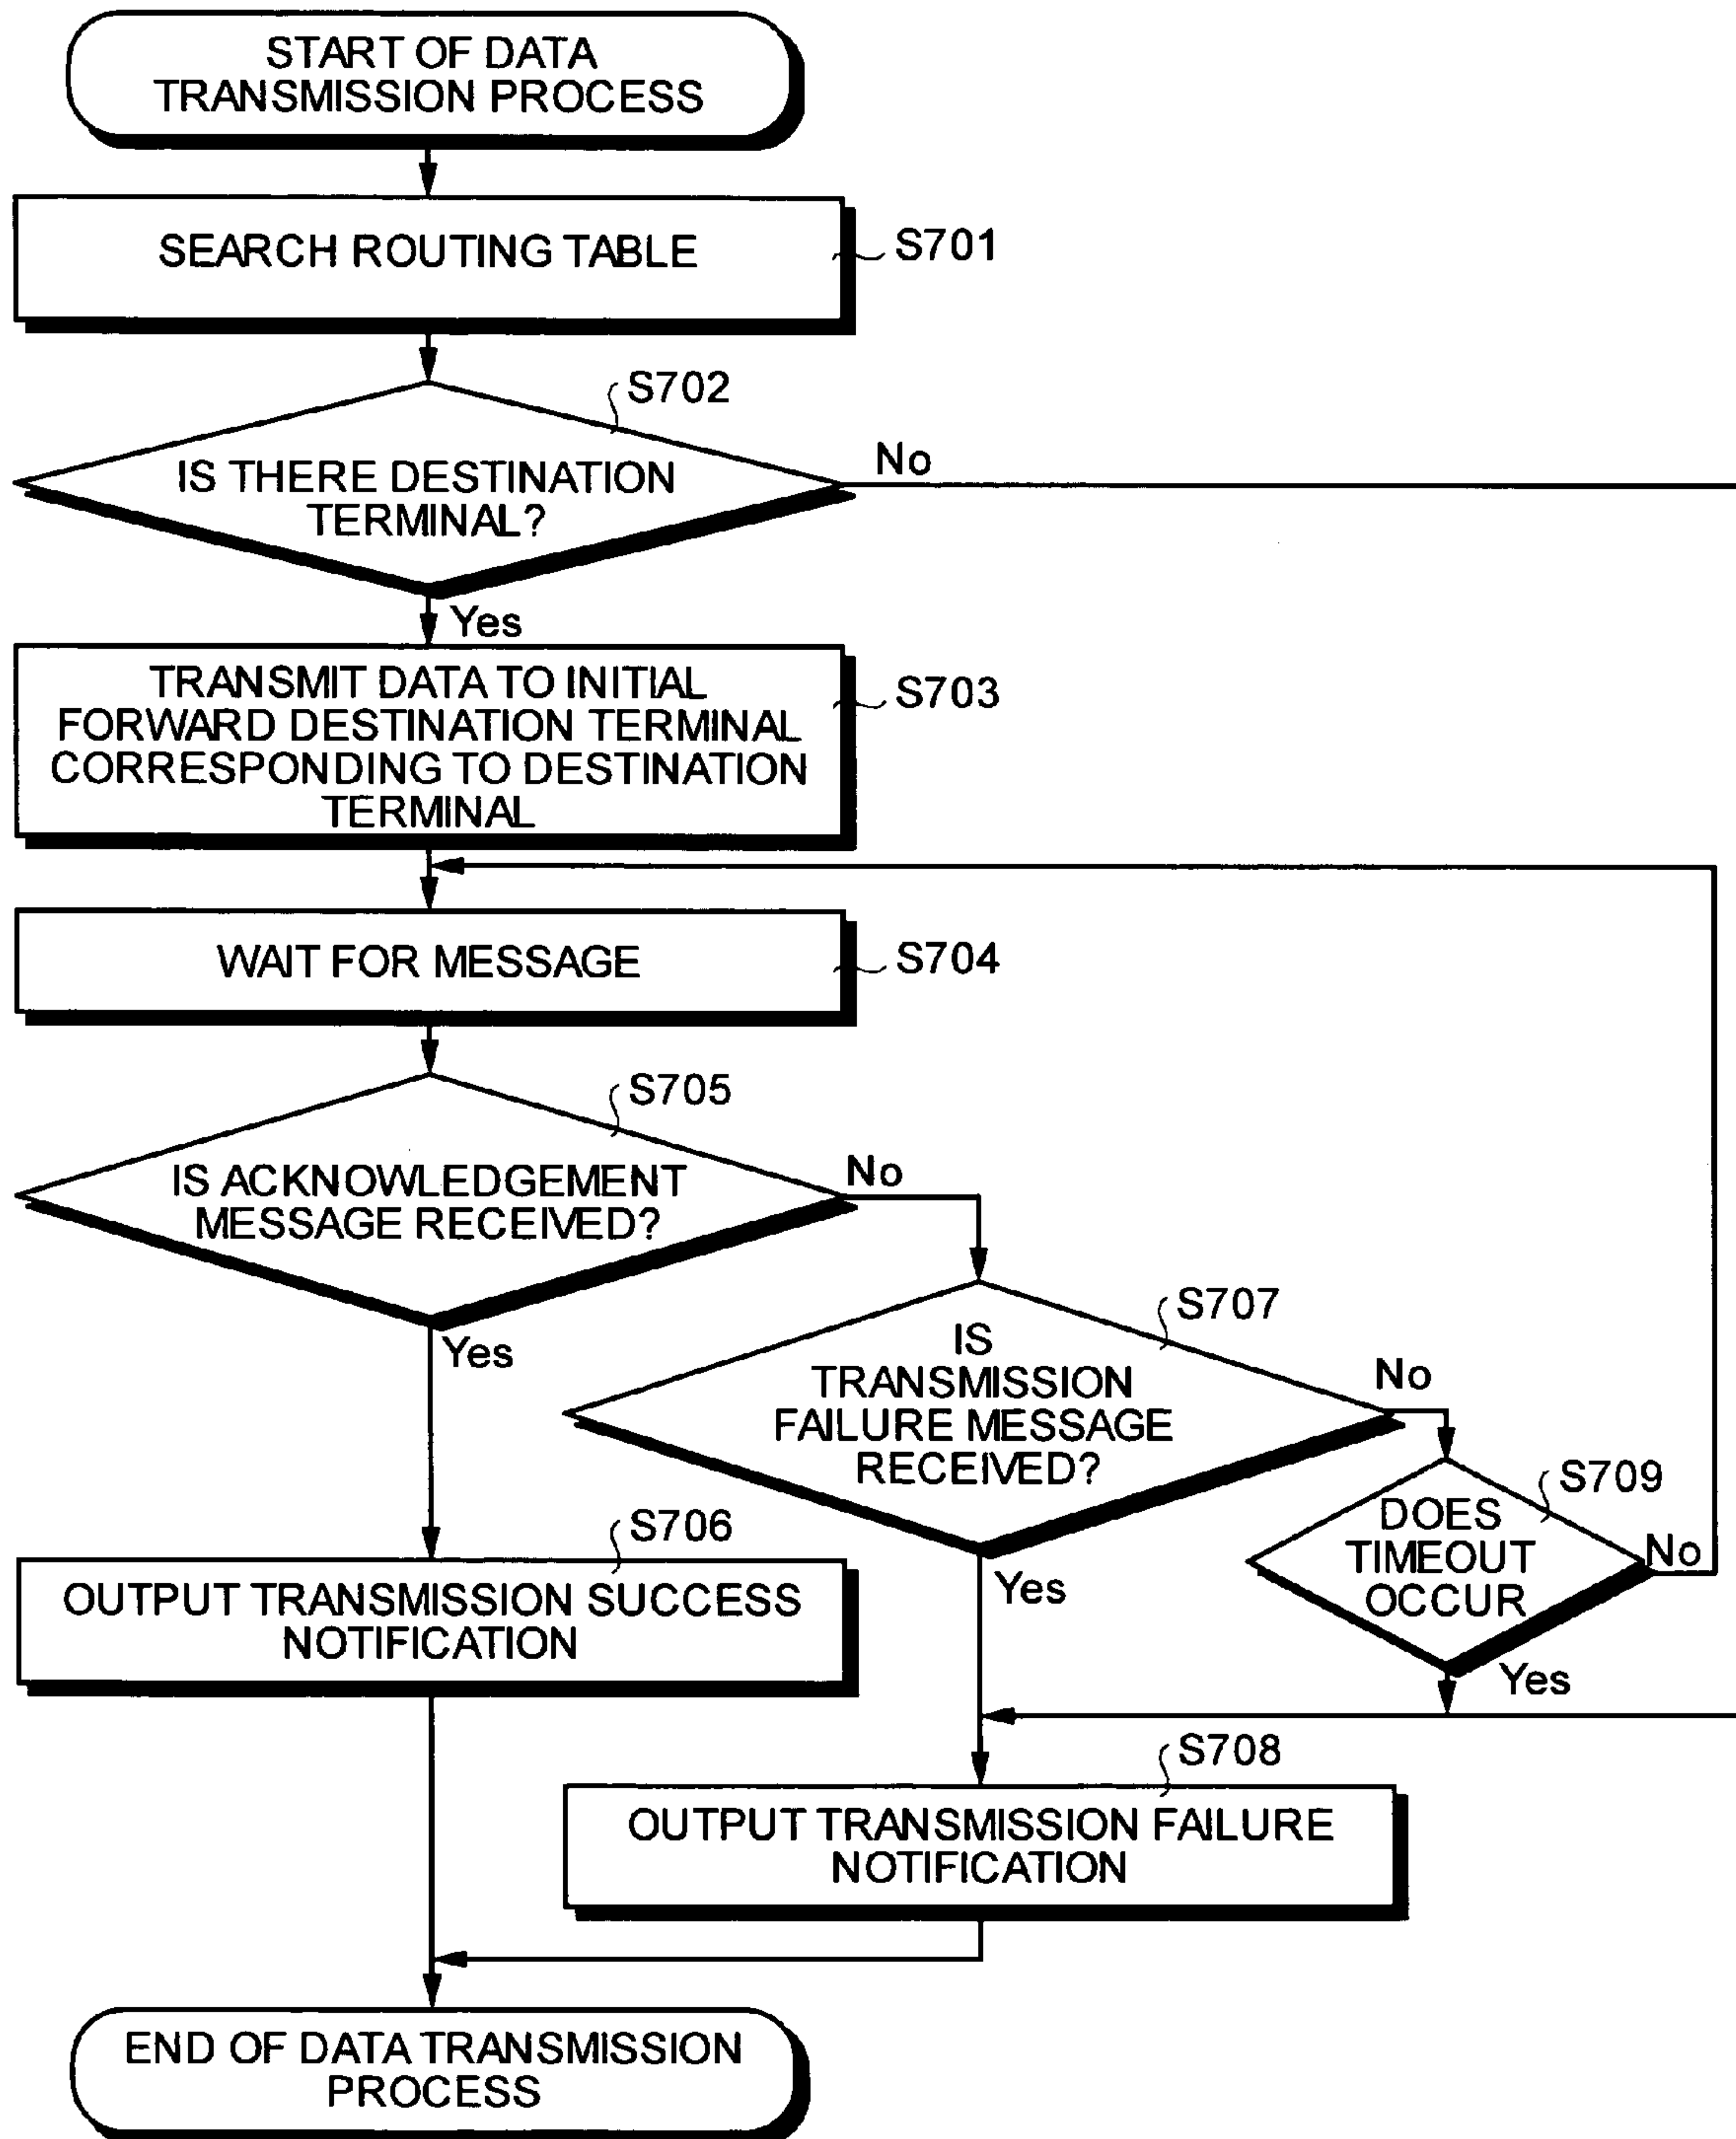 START OF DATA
TRANSMISSION PROCESS
SEARCH ROUTING TABLE
S701
S702
IS THERE DESTINATION
TERMINAL?
No
Yes
TRANSMIT DATA TO INITIAL
FORWARD DESTINATION TERMINAL
CORRESPONDING TO DESTINATION
TERMINAL
S703
WAIT FOR MESSAGE
S704
S705
IS ACKNOWLEDGEMENT
MESSAGE RECEIVED?
No
Yes
S707
IS
TRANSMISSION
FAILURE MESSAGE
RECEIVED?
No
Yes
S709
DOES
TIMEOUT
OCCUR
No
Yes
S706
OUTPUT TRANSMISSION SUCCESS
NOTIFICATION
S708
OUTPUT TRANSMISSION FAILURE
NOTIFICATION
END OF DATA TRANSMISSION
PROCESS